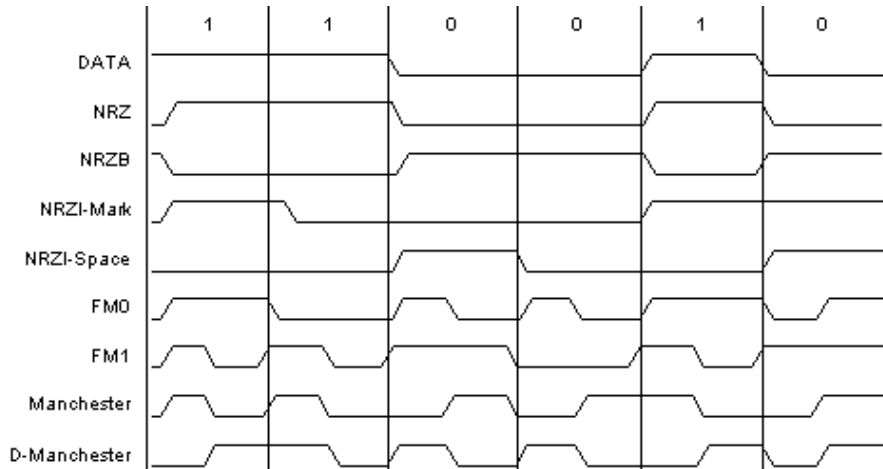 1 1 0 0 1 0
DATA
NRZ
NRZB
NRZI-Mark
NRZI-Space
FM0
FM1
Manchester
D-Manchester